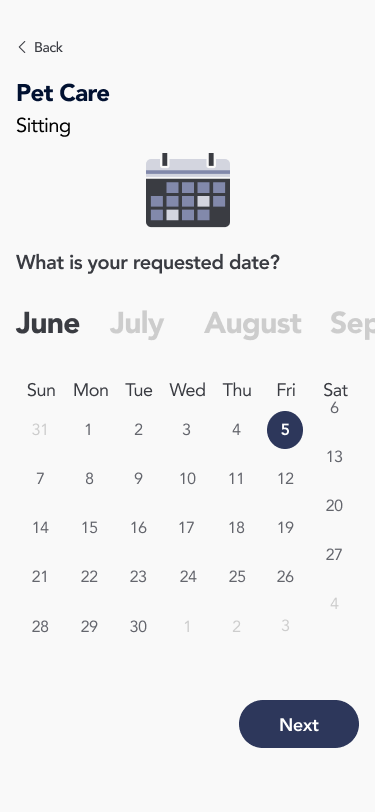 Back
Pet Care
Sitting
What is your requested date?
June July August Sep
Sun Mon Tue Wed Thu Fri Sat
31 1 2 3 4 5 6
7 8 9 10 11 12 13
14 15 16 17 18 19 20
21 22 23 24 25 26 27
28 29 30 1 2 3 4
Next